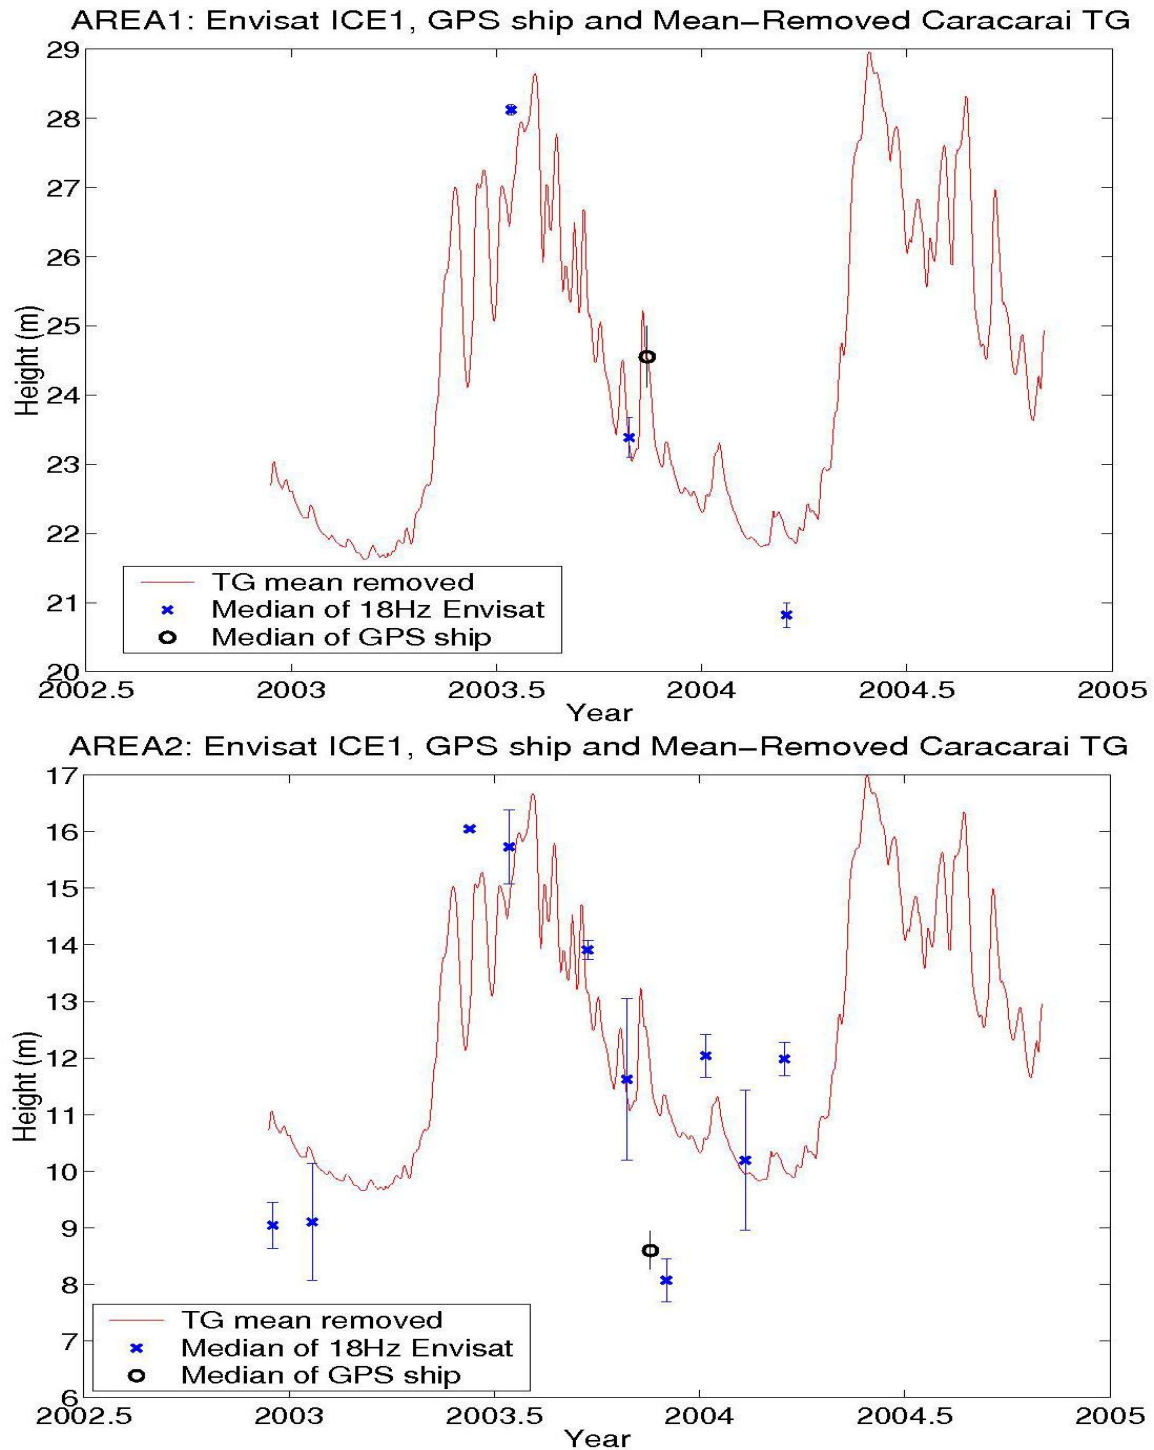 AREA1: Envisat ICE1, GPS ship and Mean−Removed Caracarai TG
29
28
27
26
25
24
23
22
21
20
Height (m)
TG mean removed
Median of 18Hz Envisat
Median of GPS ship
2002.5 2003 2003.5 2004 2004.5 2005
Year
AREA2: Envisat ICE1, GPS ship and Mean−Removed Caracarai TG
17
16
15
14
13
12
11
10
9
8
7
6
Height (m)
TG mean removed
Median of 18Hz Envisat
Median of GPS ship
2002.5 2003 2003.5 2004 2004.5 2005
Year